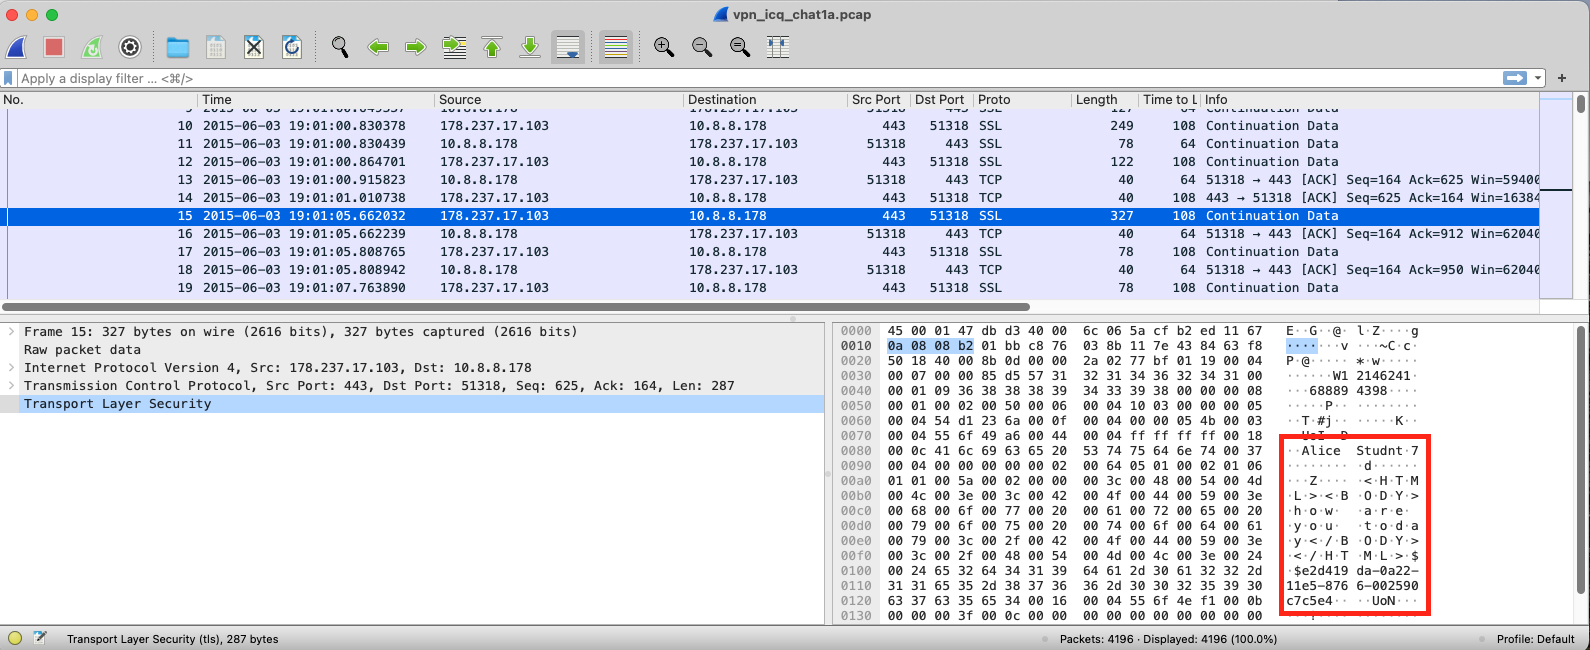 vpn_icq_chat1a.pcap
Apply a display filter ... <⌘/>
No. Time Source Destination Src Port Dst Port Proto Length Time to L Info
10 2015-06-03 19:01:00.830378 178.237.17.103 10.8.8.178 443 51318 SSL 249 108 Continuation Data
11 2015-06-03 19:01:00.830439 10.8.8.178 178.237.17.103 51318 443 SSL 78 64 Continuation Data
12 2015-06-03 19:01:00.864701 178.237.17.103 10.8.8.178 443 51318 SSL 122 108 Continuation Data
13 2015-06-03 19:01:00.915823 10.8.8.178 178.237.17.103 51318 443 TCP 40 64 51318 → 443 [ACK] Seq=164 Ack=625 Win=59400
14 2015-06-03 19:01:01.010738 178.237.17.103 10.8.8.178 443 51318 TCP 40 108 443 → 51318 [ACK] Seq=625 Ack=164 Win=16384
15 2015-06-03 19:01:05.662032 178.237.17.103 10.8.8.178 443 51318 SSL 327 108 Continuation Data
16 2015-06-03 19:01:05.662239 10.8.8.178 178.237.17.103 51318 443 TCP 40 64 51318 → 443 [ACK] Seq=164 Ack=912 Win=62040
17 2015-06-03 19:01:05.808765 178.237.17.103 10.8.8.178 443 51318 SSL 78 108 Continuation Data
18 2015-06-03 19:01:05.808942 10.8.8.178 178.237.17.103 51318 443 TCP 40 64 51318 → 443 [ACK] Seq=164 Ack=950 Win=62040
19 2015-06-03 19:01:07.763890 178.237.17.103 10.8.8.178 443 51318 SSL 78 108 Continuation Data
Frame 15: 327 bytes on wire (2616 bits), 327 bytes captured (2616 bits)
Raw packet data
Internet Protocol Version 4, Src: 178.237.17.103, Dst: 10.8.8.178
Transmission Control Protocol, Src Port: 443, Dst Port: 51318, Seq: 625, Ack: 164, Len: 287
Transport Layer Security
0000 45 00 01 47 db d3 40 00 6c 06 5a cf b2 ed 11 67 E··G··@· l·Z····g
0010 0a 08 08 b2 01 bb c8 76 03 8b 11 7e 43 84 63 f8 ·······v ···~C·c·
0020 50 18 40 00 8b 0d 00 00 2a 02 77 bf 01 19 00 04 P·@····· *·w·····
0030 00 07 00 00 85 d5 57 31 32 31 34 36 32 34 31 00 ······W1 2146241·
0040 00 01 09 36 38 38 38 39 34 33 39 38 00 00 00 08 ···68889 4398····
0050 00 01 00 02 00 50 00 06 00 04 10 03 00 00 00 05 ·····P·· ········
0060 00 04 54 d1 23 6a 00 0f 00 04 00 00 05 4b 00 03 ··T·#j·· ·····K··
0070 00 04 55 6f 49 a6 00 44 00 04 ff ff ff ff 00 18 ··UoI··D ········
0080 00 0c 41 6c 69 63 65 20 53 74 75 64 6e 74 00 37 ··Alice Studnt·7
0090 00 04 00 00 00 00 00 02 00 64 05 01 00 02 01 06 ········ ·d······
00a0 01 01 00 5a 00 02 00 00 00 3c 00 48 00 54 00 4d ···Z···· ·<·H·T·M
00b0 00 4c 00 3e 00 3c 00 42 00 4f 00 44 00 59 00 3e ·L·>·<·B ·O·D·Y·>
00c0 00 68 00 6f 00 77 00 20 00 61 00 72 00 65 00 20 ·h·o·w· ·a·r·e·
00d0 00 79 00 6f 00 75 00 20 00 74 00 6f 00 64 00 61 ·y·o·u· ·t·o·d·a
00e0 00 79 00 3c 00 2f 00 42 00 4f 00 44 00 59 00 3e ·y·<·/·B ·O·D·Y·>
00f0 00 3c 00 2f 00 48 00 54 00 4d 00 4c 00 3e 00 24 ·<·/·H·T ·M·L·>·$
0100 00 24 65 32 64 34 31 39 64 61 2d 30 61 32 32 2d ·$e2d419 da-0a22-
0110 31 31 65 35 2d 38 37 36 36 2d 30 30 32 35 39 30 11e5-876 6-002590
0120 63 37 63 35 65 34 00 16 00 04 55 6f 4e f1 00 0b c7c5e4·· ··UoN···
0130 00 00 00 3f 00 0c 00 00 00 00 00 00 00 00 00 00
Transport Layer Security (tls), 287 bytes Packets: 4196 · Displayed: 4196 (100.0%) Profile: Default